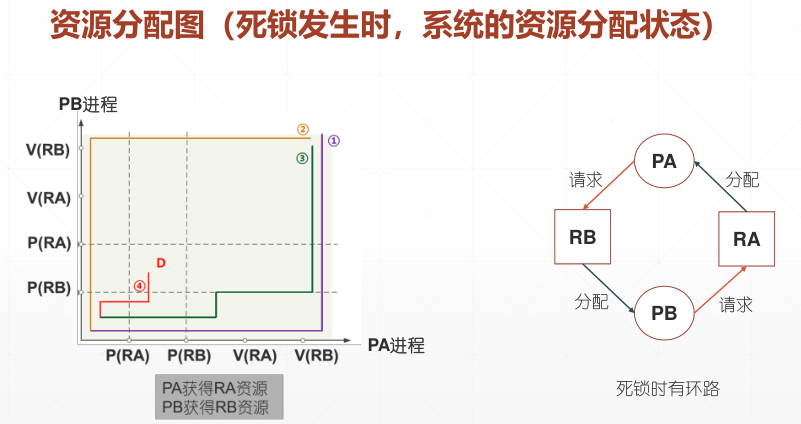 资源分配图（死锁发生时，系统的资源分配状态）
PB进程
②
①
③
V(RB)
V(RA)
P(RA)
P(RB)
D
④
P(RA)
P(RB)
V(RA)
V(RB)
PA进程
PA获得RA资源
PB获得RB资源
PA
请求
分配
RB
RA
分配
请求
PB
死锁时有环路